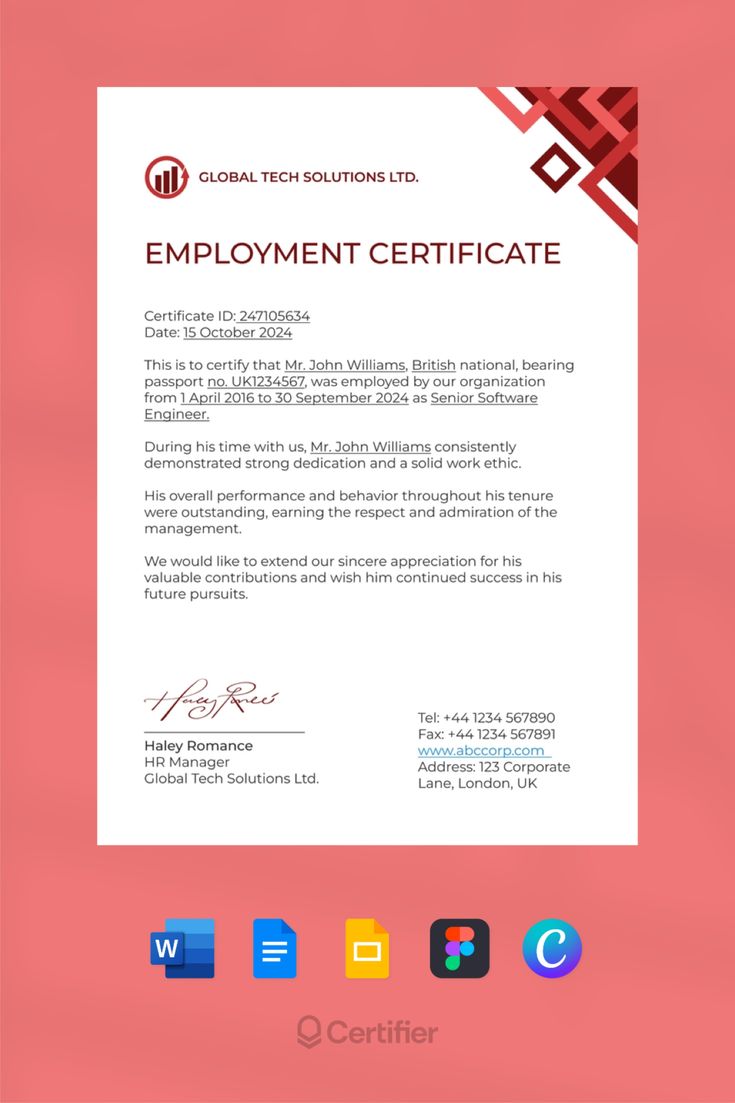 GLOBAL TECH SOLUTIONS LTD.
EMPLOYMENT CERTIFICATE
Certificate ID: 247105634
Date: 15 October 2024
This is to certify that Mr. John Williams, British national, bearing
passport no. UK1234567, was employed by our organization
from 1 April 2016 to 30 September 2024 as Senior Software
Engineer.
During his time with us, Mr. John Williams consistently
demonstrated strong dedication and a solid work ethic.
His overall performance and behavior throughout his tenure
were outstanding, earning the respect and admiration of the
management.
We would like to extend our sincere appreciation for his
valuable contributions and wish him continued success in his
future pursuits.
Haley Romance
HR Manager
Global Tech Solutions Ltd.
Tel: +44 1234 567890
Fax: +44 1234 567891
www.abccorp.com
Address: 123 Corporate
Lane, London, UK
W
C
Certifier